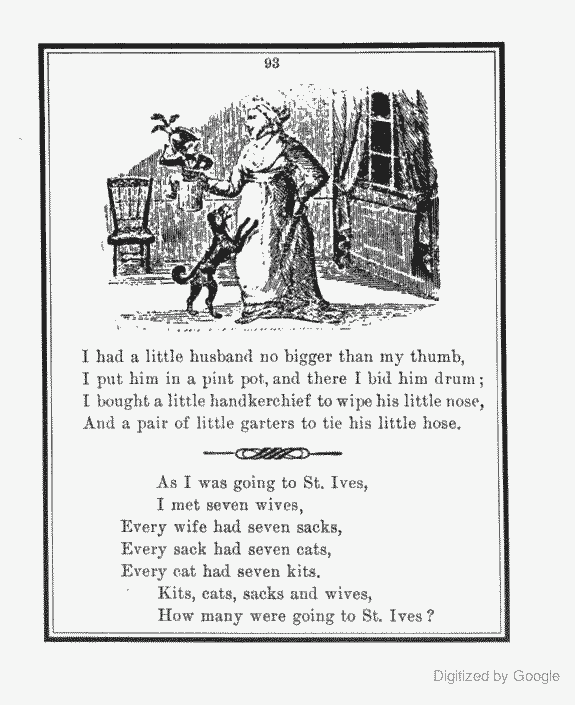 93
I had a little husband no bigger than my thumb,
I put him in a pint pot, and there I bid him drum;
I bought a little handkerchief to wipe his little nose,
And a pair of little garters to tie his little hose.
As I was going to St. Ives,
I met seven wives,
Every wife had seven sacks,
Every sack had seven cats,
Every cat had seven kits.
Kits, cats, sacks and wives,
How many were going to St. Ives?
Digitized by Google